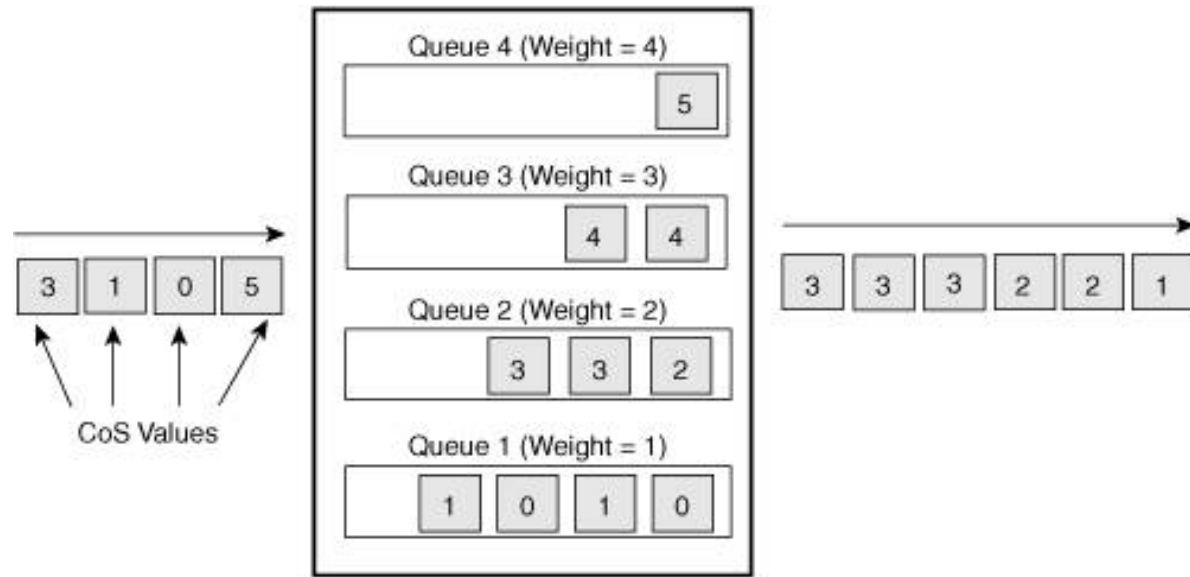 Queue 4 (Weight = 4)
5
Queue 3 (Weight = 3)
4 4
3 1 0 5
3 3 3 2 2 1
Queue 2 (Weight = 2)
3 3 2
CoS Values
Queue 1 (Weight = 1)
1 0 1 0